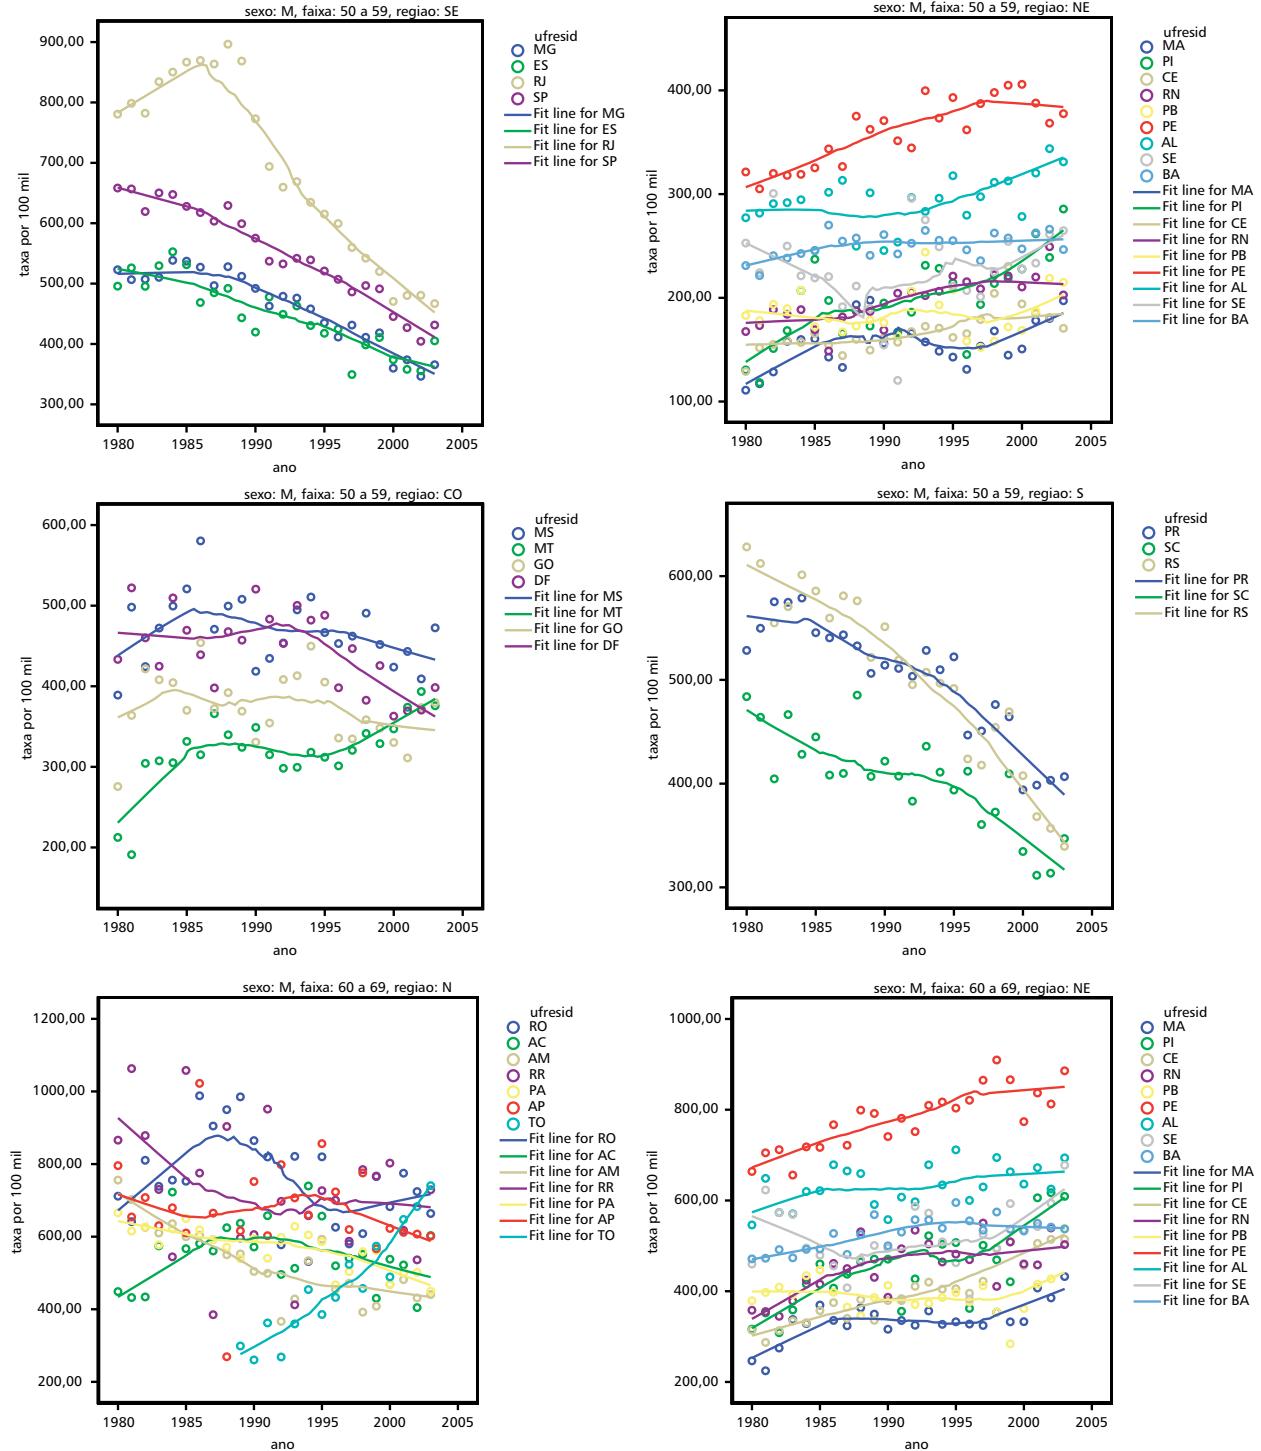 sexo: M, faixa: 50 a 59, regiao: SE
900,00
800,00
700,00
600,00
500,00
400,00
300,00
taxa por 100 mil
1980 1985 1990 1995 2000 2005
ano
ufresid
MG
ES
RJ
SP
Fit line for MG
Fit line for ES
Fit line for RJ
Fit line for SP
sexo: M, faixa: 50 a 59, regiao: NE
400,00
300,00
200,00
100,00
taxa por 100 mil
1980 1985 1990 1995 2000 2005
ano
ufresid
MA
PI
CE
RN
PB
PE
AL
SE
BA
Fit line for MA
Fit line for PI
Fit line for CE
Fit line for RN
Fit line for PB
Fit line for PE
Fit line for AL
Fit line for SE
Fit line for BA
sexo: M, faixa: 50 a 59, regiao: CO
600,00
500,00
400,00
300,00
200,00
taxa por 100 mil
1980 1985 1990 1995 2000 2005
ano
ufresid
MS
MT
GO
DF
Fit line for MS
Fit line for MT
Fit line for GO
Fit line for DF
sexo: M, faixa: 50 a 59, regiao: S
600,00
500,00
400,00
300,00
taxa por 100 mil
1980 1985 1990 1995 2000 2005
ano
ufresid
PR
SC
RS
Fit line for PR
Fit line for SC
Fit line for RS
sexo: M, faixa: 60 a 69, regiao: N
1200,00
1000,00
800,00
600,00
400,00
200,00
taxa por 100 mil
1980 1985 1990 1995 2000 2005
ano
ufresid
RO
AC
AM
RR
PA
AP
TO
Fit line for RO
Fit line for AC
Fit line for AM
Fit line for RR
Fit line for PA
Fit line for AP
Fit line for TO
sexo: M, faixa: 60 a 69, regiao: NE
1000,00
800,00
600,00
400,00
200,00
taxa por 100 mil
1980 1985 1990 1995 2000 2005
ano
ufresid
MA
PI
CE
RN
PB
PE
AL
SE
BA
Fit line for MA
Fit line for PI
Fit line for CE
Fit line for RN
Fit line for PB
Fit line for PE
Fit line for AL
Fit line for SE
Fit line for BA